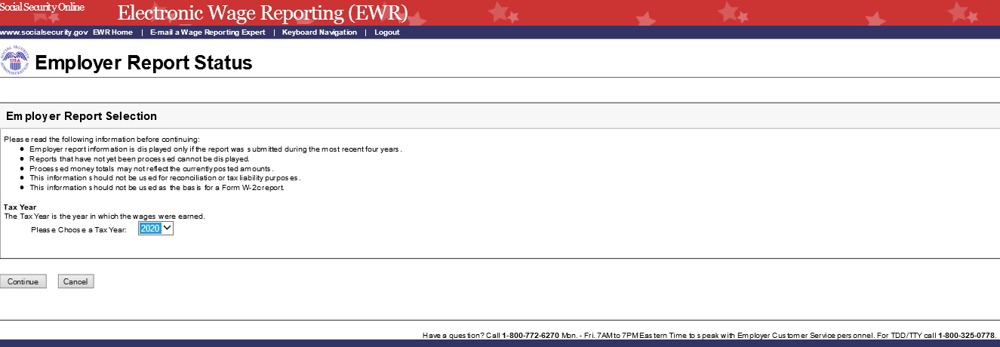 Social Security Online
Electronic Wage Reporting (EWR)
www.socialsecurity.gov EWR Home | E-mail a Wage Reporting Expert | Keyboard Navigation | Logout
SOCIAL SECURITY ADMINISTRATION
USA
Employer Report Status
Employer Report Selection
Please read the following information before continuing:
● Employer report information is displayed only if the report was submitted during the most recent four years.
● Reports that have not yet been processed cannot be displayed.
● Processed money totals may not reflect the currently posted amounts.
● This information should not be used for reconciliation or tax liability purposes.
● This information should not be used as the basis for a Form W-2c report.
Tax Year
The Tax Year is the year in which the wages were earned.
Please Choose a Tax Year: 2020
Continue Cancel
Have a question? Call 1-800-772-6270 Mon. - Fri. 7AM to 7PM Eastern Time to speak with Employer Customer Service personnel. For TDD/TTY call 1-800-325-0778.